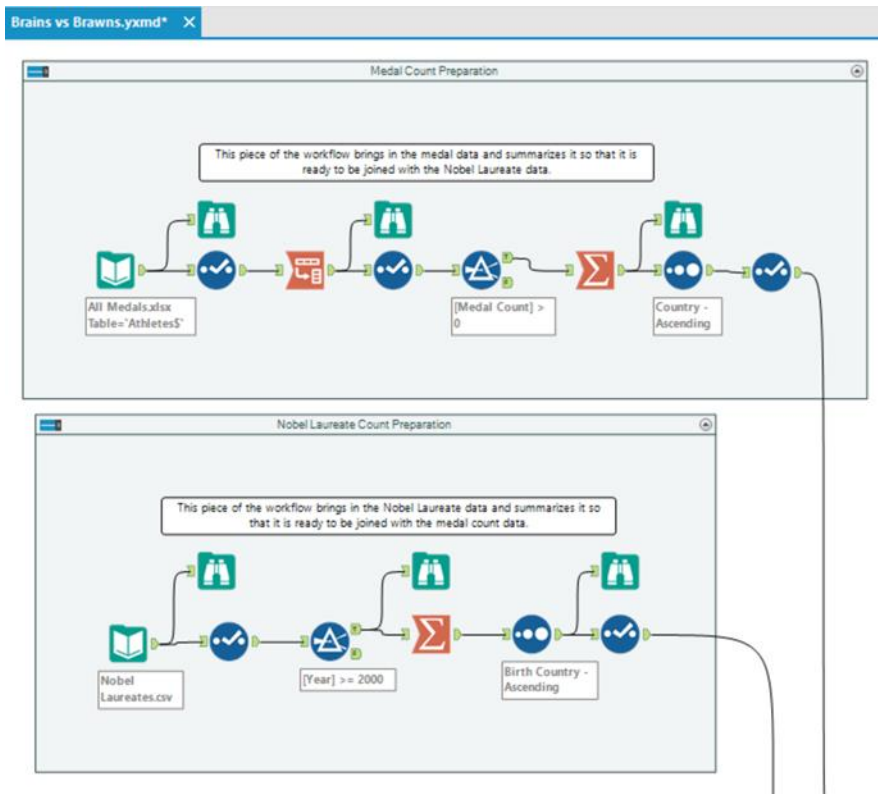 Brains vs Brawns.yxmd*
Medal Count Preparation
This piece of the workflow brings in the medal data and summarizes it so that it is
ready to be joined with the Nobel Laureate data.
All Medals.xlsx
Table='Athletes$'
[Medal Count] >
0
Country -
Ascending
T
F
Nobel Laureate Count Preparation
This piece of the workflow brings in the Nobel Laureate data and summarizes it so
that it is ready to be joined with the medal count data.
Nobel
Laureates.csv
[Year] >= 2000
Birth Country -
Ascending
T
F